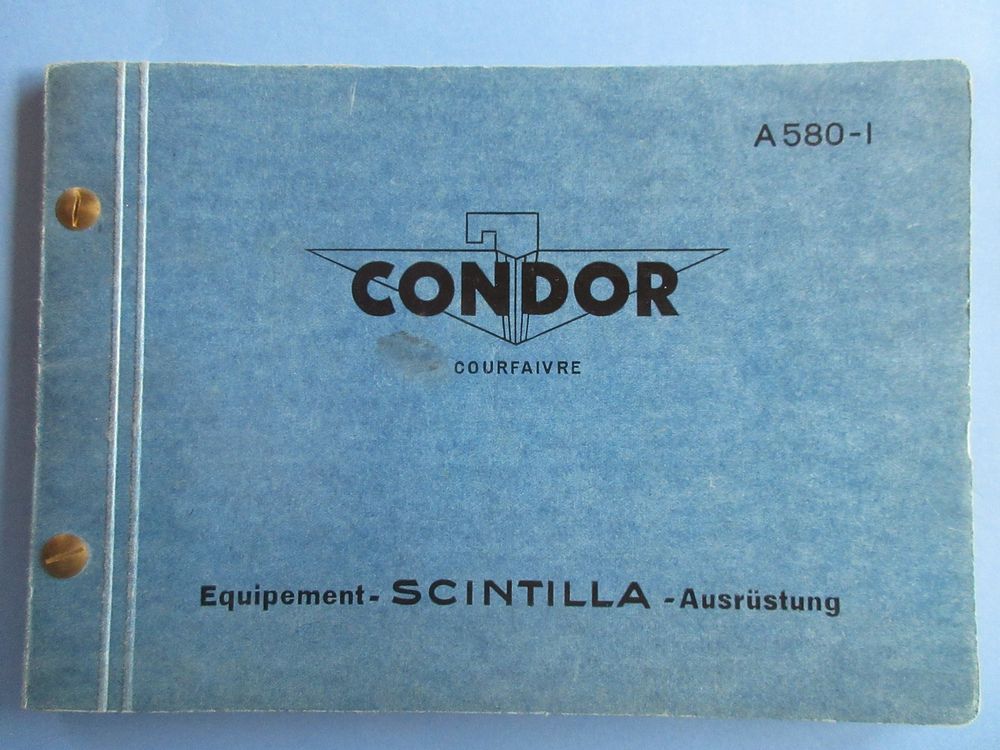 A580-I
CONDOR
COURFAIVRE
Equipement- SCINTILLA -Ausrüstung